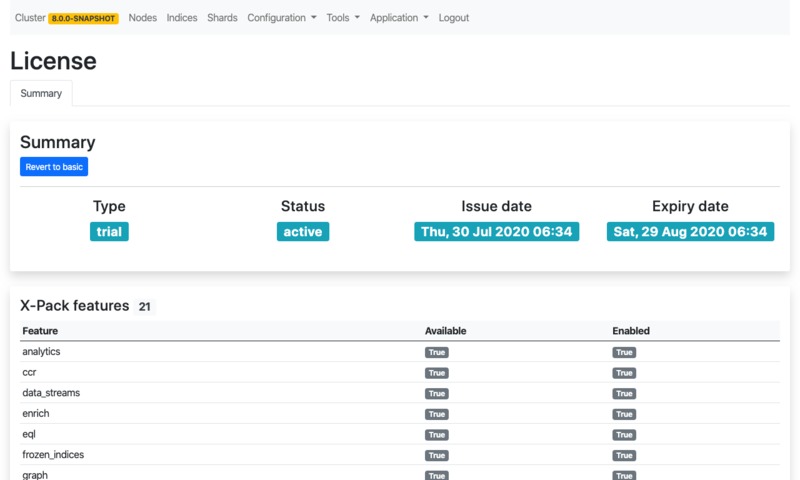 Cluster 8.0.0-SNAPSHOT Nodes Indices Shards Configuration Tools Application Logout
License
Summary
Summary
Revert to basic
Type Status Issue date Expiry date
trial active Thu, 30 Jul 2020 06:34 Sat, 29 Aug 2020 06:34
X-Pack features 21
Feature Available Enabled
analytics True True
ccr True True
data_streams True True
enrich True True
eql True True
frozen_indices True True
graph True True